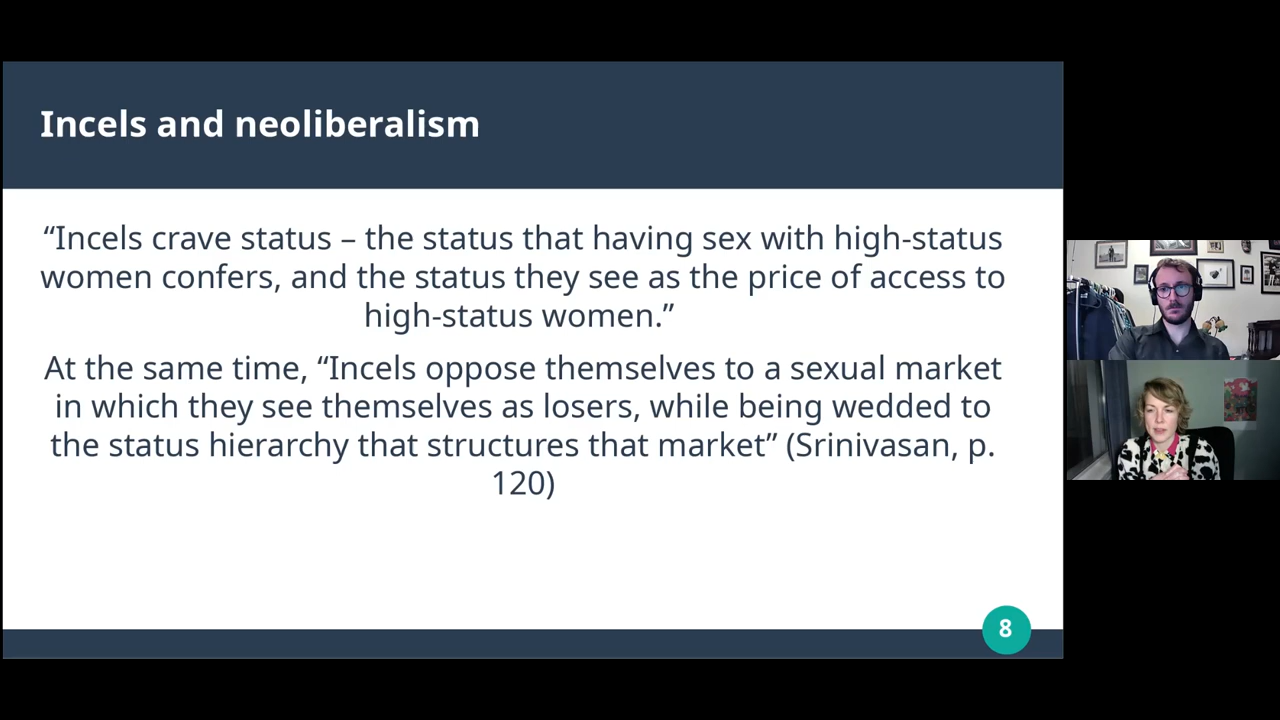 Incels and neoliberalism
“Incels crave status – the status that having sex with high-status
women confers, and the status they see as the price of access to
high-status women.”
At the same time, “Incels oppose themselves to a sexual market
in which they see themselves as losers, while being wedded to
the status hierarchy that structures that market” (Srinivasan, p.
120)
8